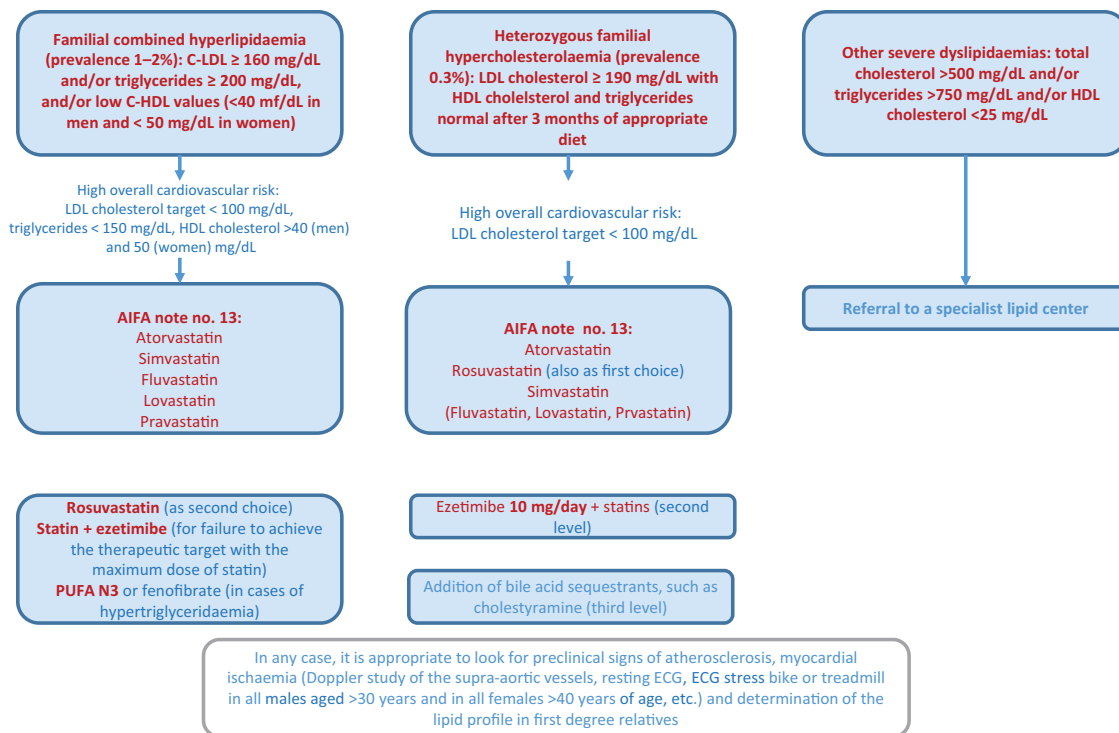 Familial combined hyperlipidaemia
(prevalence 1–2%): C-LDL ≥ 160 mg/dL
and/or triglycerides ≥ 200 mg/dL,
and/or low C-HDL values (<40 mf/dL in
men and < 50 mg/dL in women)
High overall cardiovascular risk:
LDL cholesterol target < 100 mg/dL,
triglycerides < 150 mg/dL, HDL cholesterol >40 (men)
and 50 (women) mg/dL
AIFA note no. 13:
Atorvastatin
Simvastatin
Fluvastatin
Lovastatin
Pravastatin
Rosuvastatin (as second choice)
Statin + ezetimibe (for failure to achieve
the therapeutic target with the
maximum dose of statin)
PUFA N3 or fenofibrate (in cases of
hypertriglyceridaemia)
Heterozygous familial
hypercholesterolaemia (prevalence
0.3%): LDL cholesterol ≥ 190 mg/dL with
HDL cholelsterol and triglycerides
normal after 3 months of appropriate
diet
High overall cardiovascular risk:
LDL cholesterol target < 100 mg/dL
AIFA note no. 13:
Atorvastatin
Rosuvastatin (also as first choice)
Simvastatin
(Fluvastatin, Lovastatin, Prvastatin)
Ezetimibe 10 mg/day + statins (second
level)
Addition of bile acid sequestrants, such as
cholestyramine (third level)
Other severe dyslipidaemias: total
cholesterol >500 mg/dL and/or
triglycerides >750 mg/dL and/or HDL
cholesterol <25 mg/dL
Referral to a specialist lipid center
In any case, it is appropriate to look for preclinical signs of atherosclerosis, myocardial
ischaemia (Doppler study of the supra-aortic vessels, resting ECG, ECG stress bike or treadmill
in all males aged >30 years and in all females >40 years of age, etc.) and determination of the
lipid profile in first degree relatives